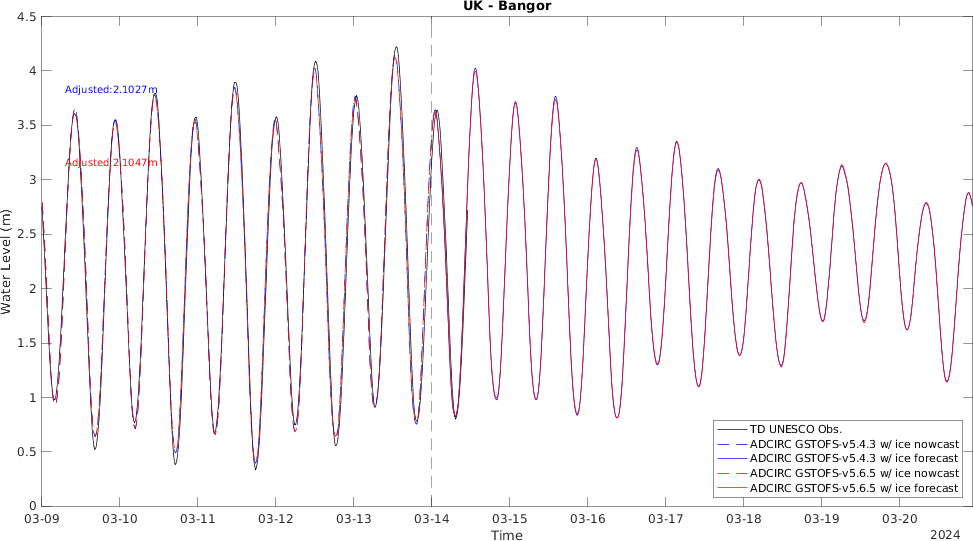 UK - Bangor
4.5
4
3.5
3
2.5
2
1.5
1
0.5
0
Water Level (m)
Adjusted:2.1027m
Adjusted:2.1047m
TD UNESCO Obs.
ADCIRC GSTOFS-v5.4.3 w/ ice nowcast
ADCIRC GSTOFS-v5.4.3 w/ ice forecast
ADCIRC GSTOFS-v5.6.5 w/ ice nowcast
ADCIRC GSTOFS-v5.6.5 w/ ice forecast
03-09 03-10 03-11 03-12 03-13 03-14 03-15 03-16 03-17 03-18 03-19 03-20
Time
2024